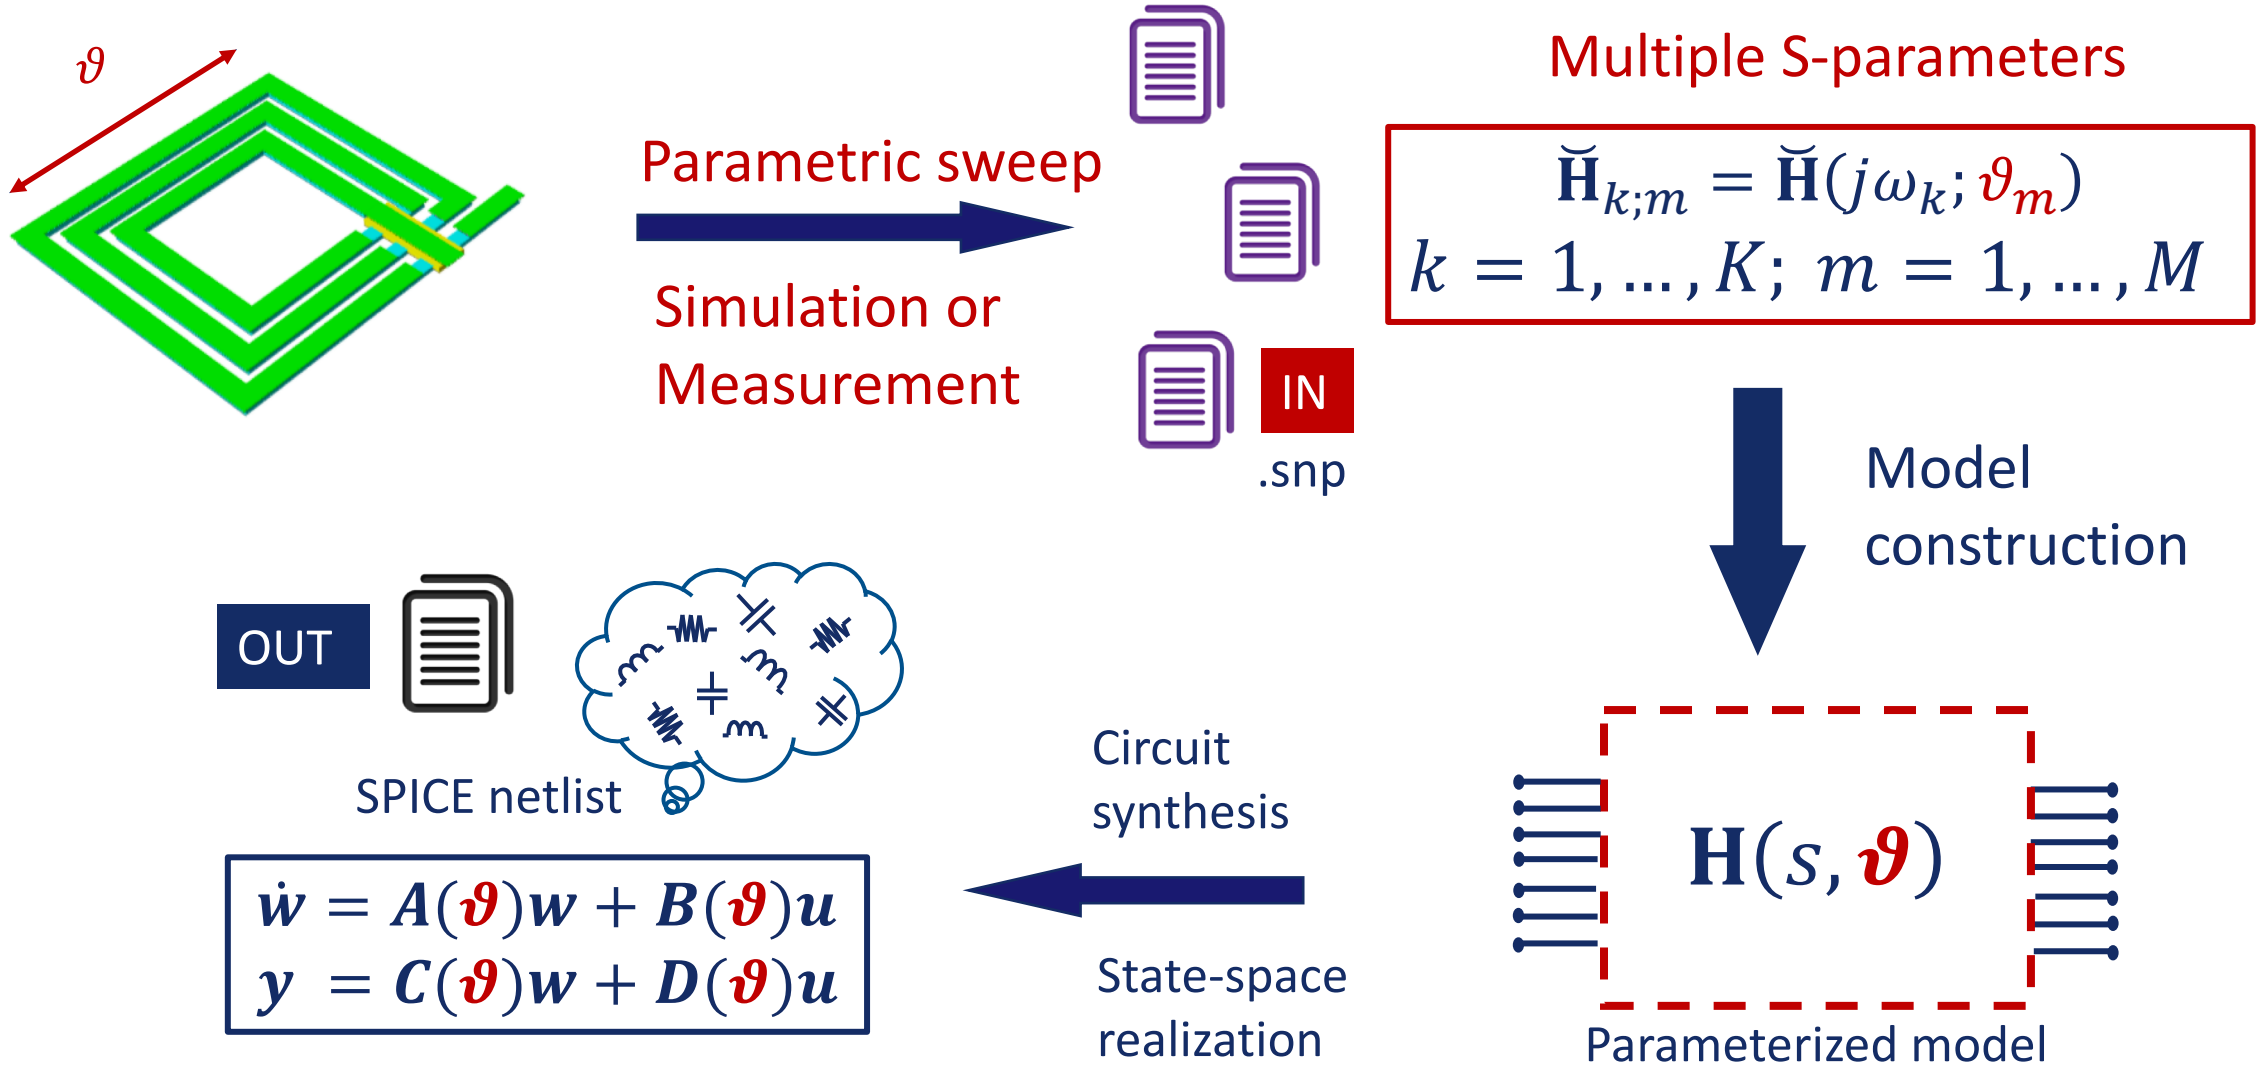 ϑ
Parametric sweep
Simulation or
Measurement
IN
.snp
Multiple S-parameters
H̆ₖ;ₘ = H̆(jωₖ; ϑₘ)
k = 1, … , K; m = 1, … , M
Model
construction
H(s, ϑ)
Parameterized model
Circuit
synthesis
State-space
realization
OUT
SPICE netlist
ẇ = A(ϑ)w + B(ϑ)u
y = C(ϑ)w + D(ϑ)u